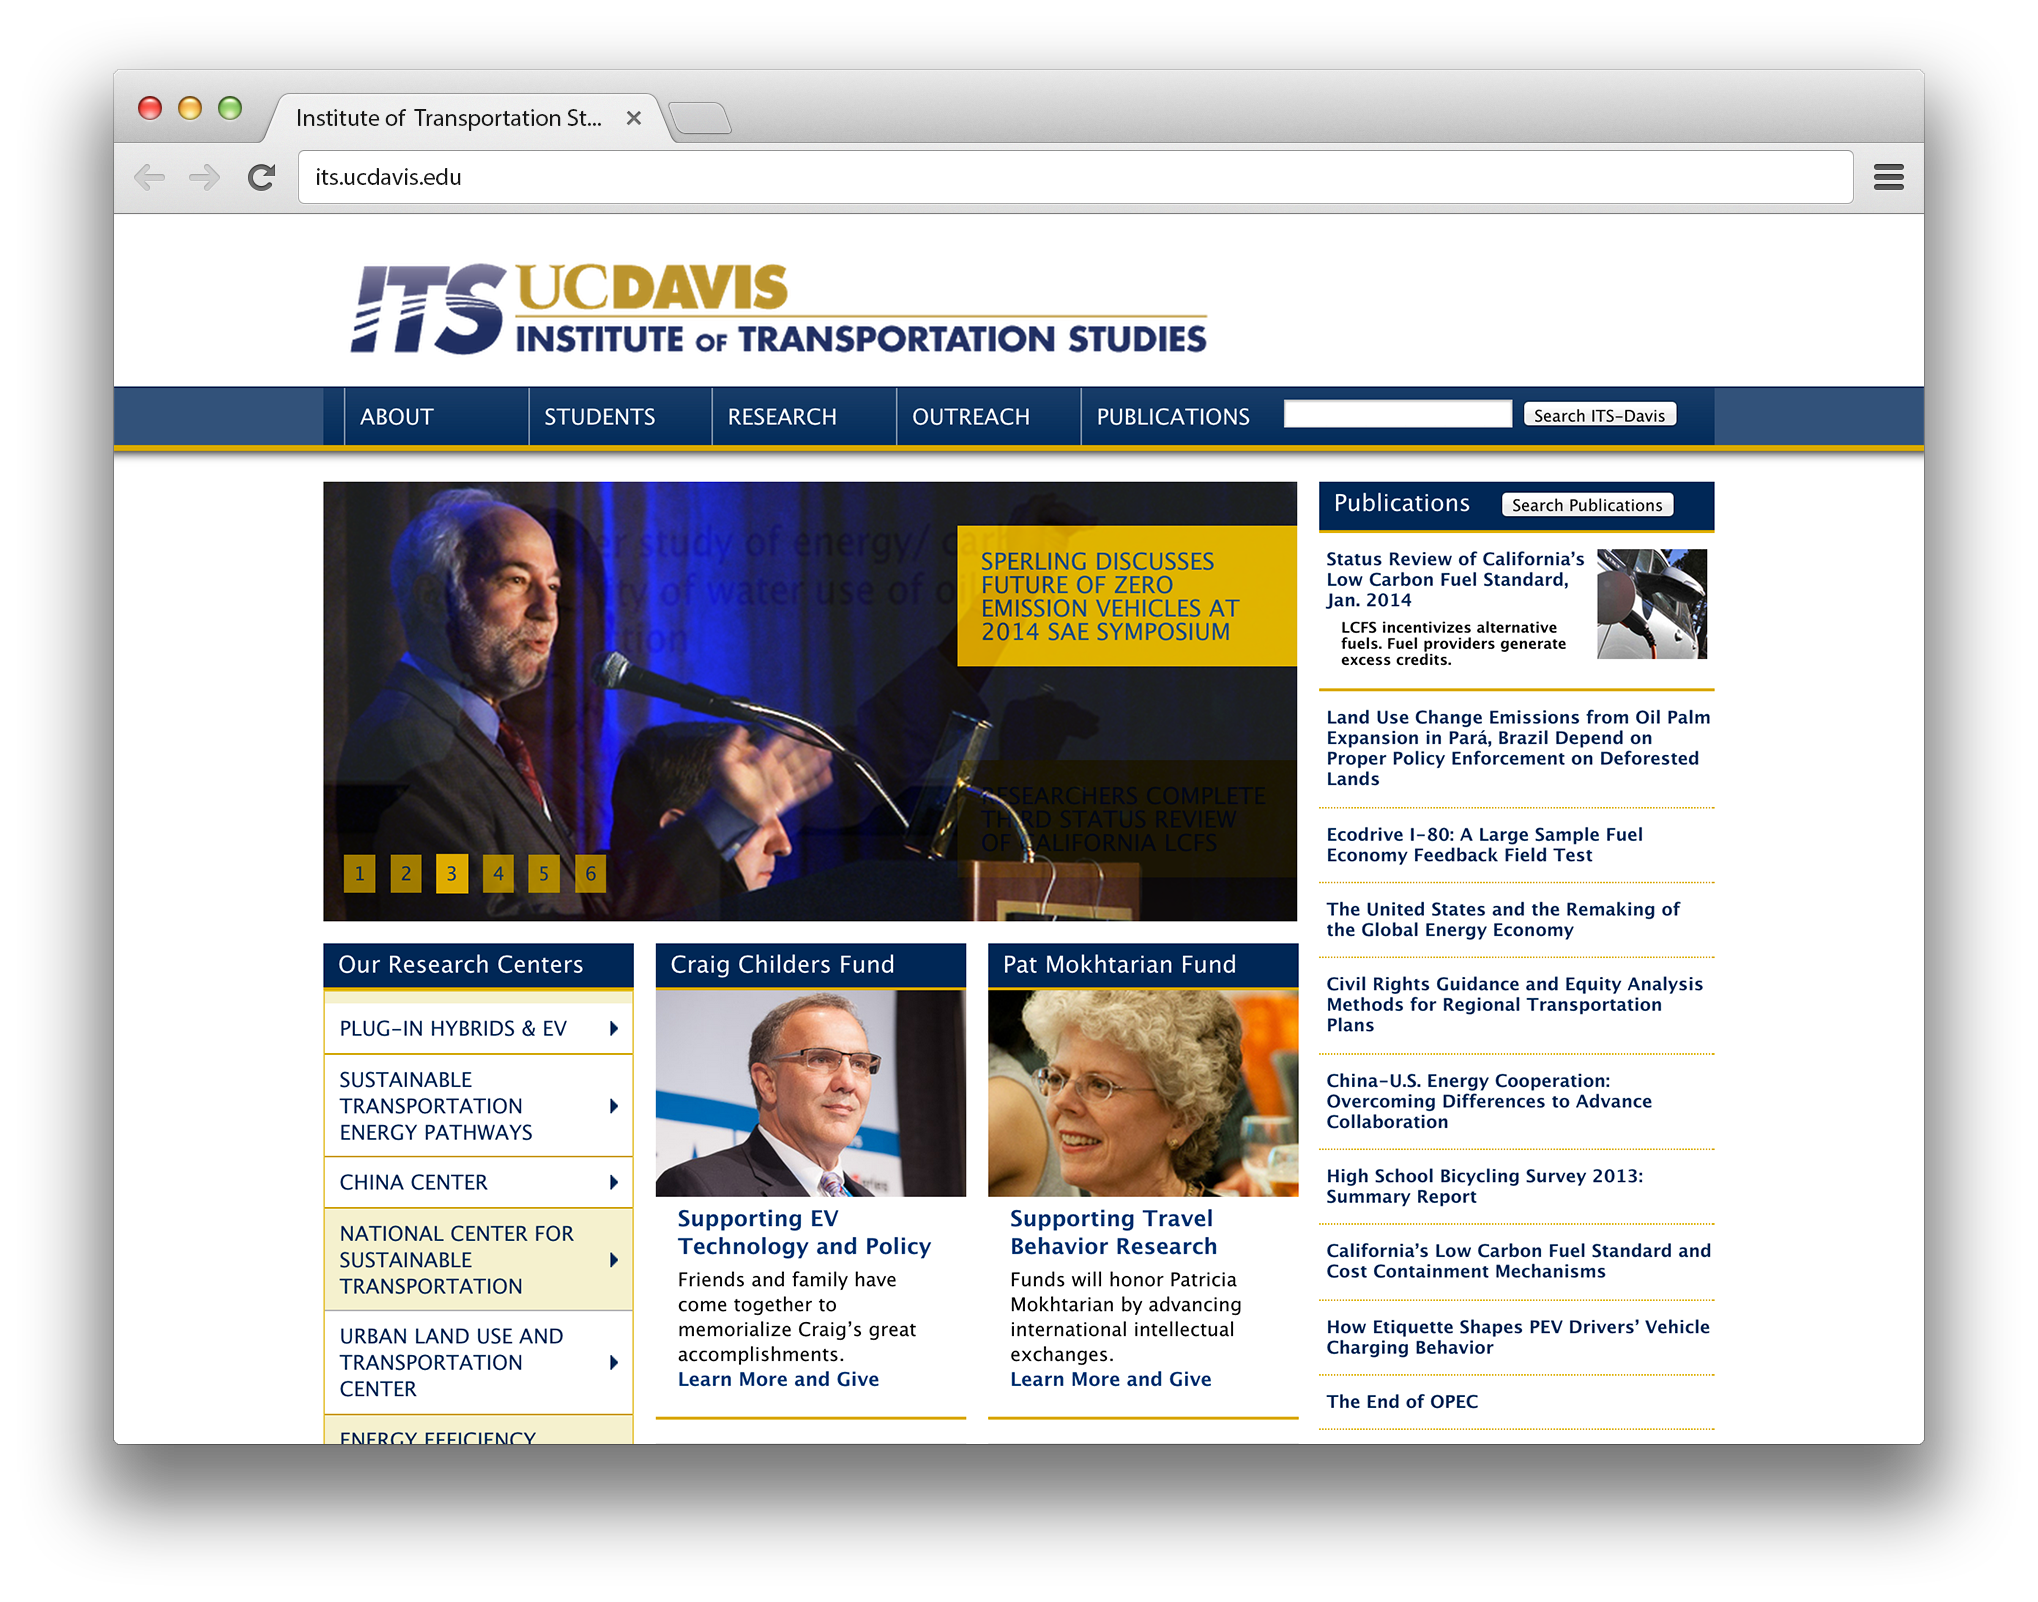 Institute of Transportation St...
its.ucdavis.edu
ITS UCDAVIS
INSTITUTE OF TRANSPORTATION STUDIES
ABOUT
STUDENTS
RESEARCH
OUTREACH
PUBLICATIONS
Search ITS-Davis
er study of energy/ car
ty of water use of oil
tion
SPERLING DISCUSSES
FUTURE OF ZERO
EMISSION VEHICLES AT
2014 SAE SYMPOSIUM
RESEARCHERS COMPLETE
THIRD STATUS REVIEW
OF CALIFORNIA LCFS
1 2 3 4 5 6
Our Research Centers
PLUG-IN HYBRIDS & EV
SUSTAINABLE
TRANSPORTATION
ENERGY PATHWAYS
CHINA CENTER
NATIONAL CENTER FOR
SUSTAINABLE
TRANSPORTATION
URBAN LAND USE AND
TRANSPORTATION
CENTER
ENERGY EFFICIENCY
Craig Childers Fund
Supporting EV
Technology and Policy
Friends and family have
come together to
memorialize Craig's great
accomplishments.
Learn More and Give
Pat Mokhtarian Fund
Supporting Travel
Behavior Research
Funds will honor Patricia
Mokhtarian by advancing
international intellectual
exchanges.
Learn More and Give
Publications
Search Publications
Status Review of California's
Low Carbon Fuel Standard,
Jan. 2014
LCFS incentivizes alternative
fuels. Fuel providers generate
excess credits.
Land Use Change Emissions from Oil Palm
Expansion in Pará, Brazil Depend on
Proper Policy Enforcement on Deforested
Lands
Ecodrive I-80: A Large Sample Fuel
Economy Feedback Field Test
The United States and the Remaking of
the Global Energy Economy
Civil Rights Guidance and Equity Analysis
Methods for Regional Transportation
Plans
China-U.S. Energy Cooperation:
Overcoming Differences to Advance
Collaboration
High School Bicycling Survey 2013:
Summary Report
California's Low Carbon Fuel Standard and
Cost Containment Mechanisms
How Etiquette Shapes PEV Drivers' Vehicle
Charging Behavior
The End of OPEC